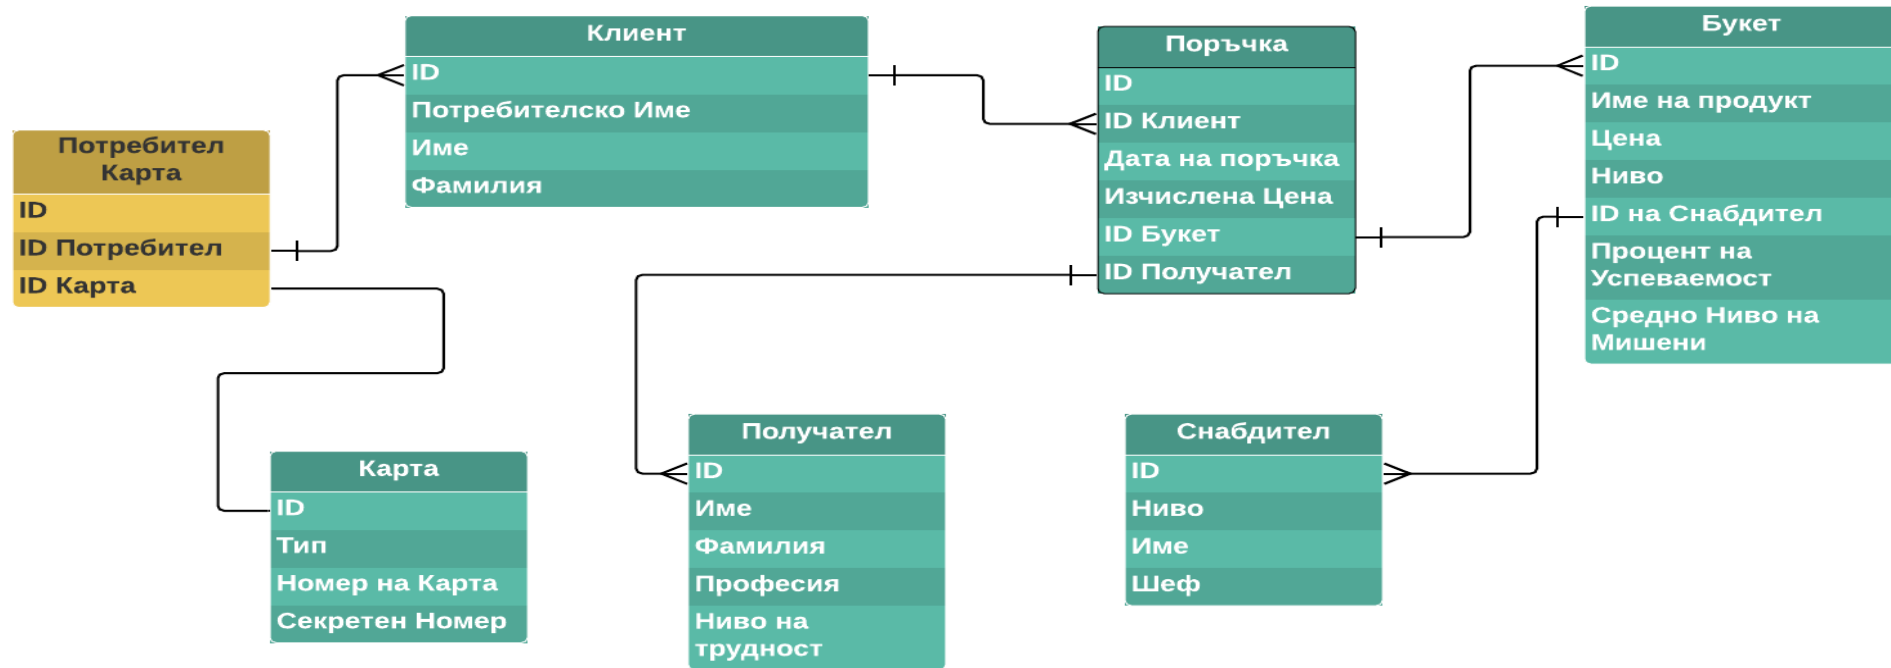 Потребител
Карта
ID
ID Потребител
ID Карта
Клиент
ID
Потребителско Име
Име
Фамилия
Поръчка
ID
ID Клиент
Дата на поръчка
Изчислена Цена
ID Букет
ID Получател
Букет
ID
Име на продукт
Цена
Ниво
ID на Снабдител
Процент на
Успеваемост
Средно Ниво на
Мишени
Карта
ID
Тип
Номер на Карта
Секретен Номер
Получател
ID
Име
Фамилия
Професия
Ниво на
трудност
Снабдител
ID
Ниво
Име
Шеф